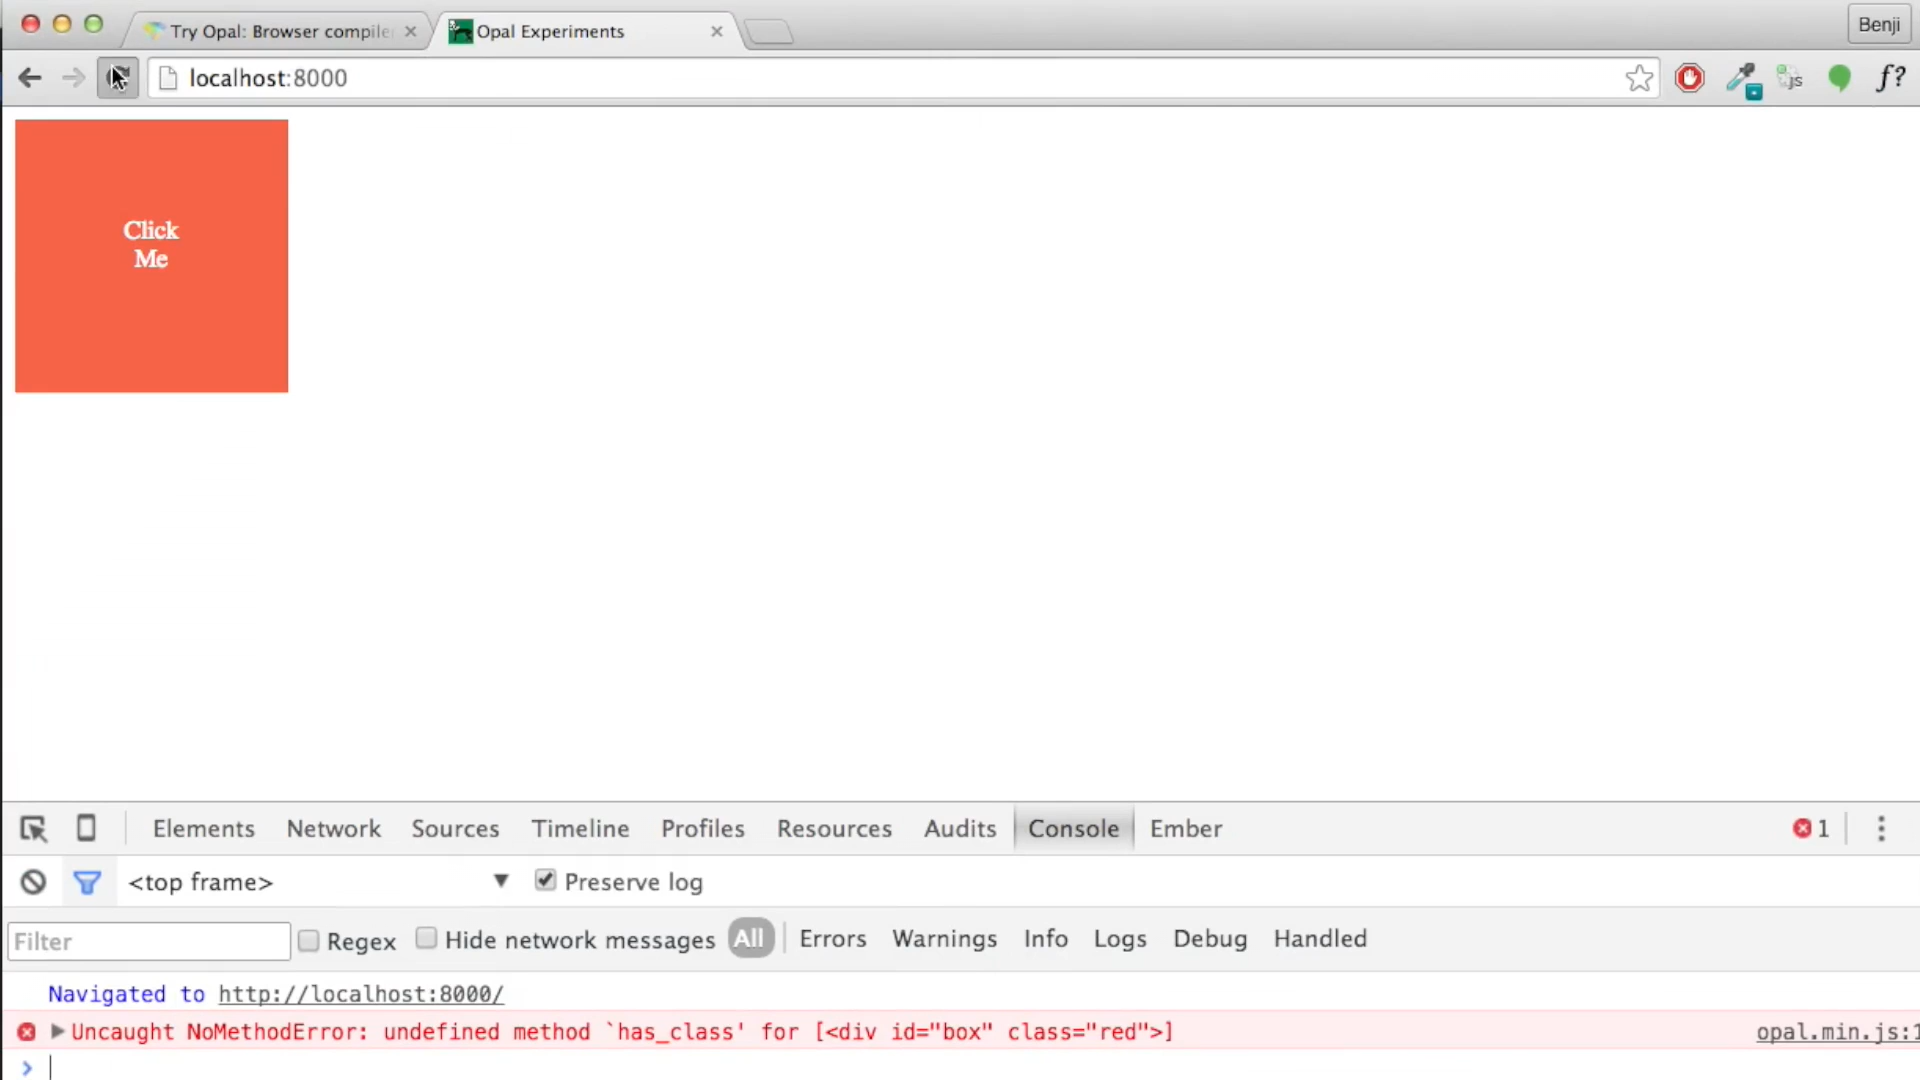 Try Opal: Browser compile
Opal Experiments
Benji
localhost:8000
js
f?
Click
Me
Elements Network Sources Timeline Profiles Resources Audits Console Ember 1
<top frame> Preserve log
Filter Regex Hide network messages All Errors Warnings Info Logs Debug Handled
Navigated to http://localhost:8000/
Uncaught NoMethodError: undefined method `has_class' for [<div id="box" class="red">] opal.min.js:1